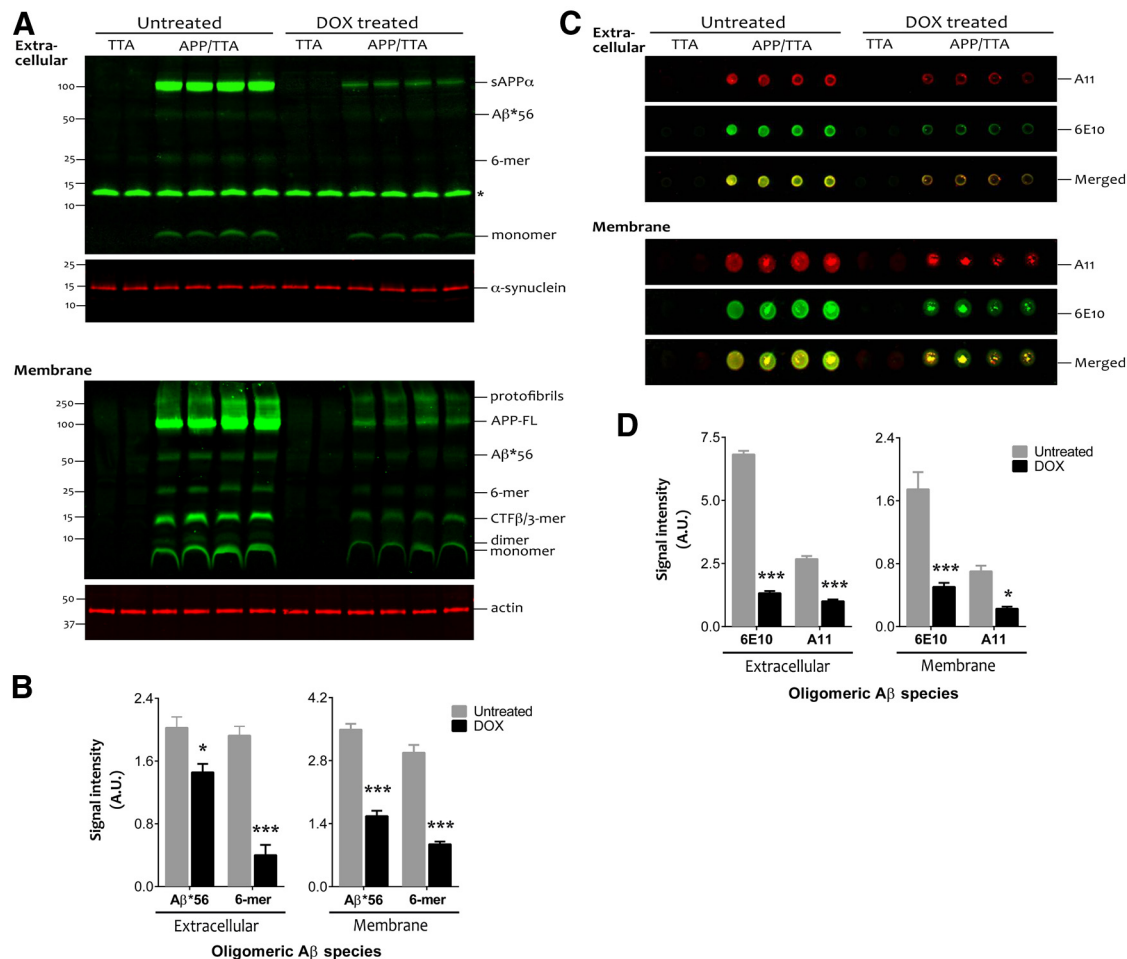 A
Untreated
DOX treated
Extra-
cellular
TTA
APP/TTA
TTA
APP/TTA
100
50
25
15
10
sAPPα
Aβ*56
6-mer
*
monomer
25
15
10
α-synuclein
Membrane
250
100
50
25
15
10
protofibrils
APP-FL
Aβ*56
6-mer
CTFβ/3-mer
dimer
monomer
50
37
actin
B
Signal intensity
(A.U.)
2.4
1.6
0.8
0.0
*
***
Aβ*56
6-mer
Extracellular
4.2
2.8
1.4
0.0
***
***
Aβ*56
6-mer
Membrane
Untreated
DOX
Oligomeric Aβ species
C
Untreated
DOX treated
Extra-
cellular
TTA
APP/TTA
TTA
APP/TTA
A11
6E10
Merged
Membrane
A11
6E10
Merged
D
Signal intensity
(A.U.)
7.5
5.0
2.5
0.0
***
***
6E10
A11
Extracellular
2.4
1.6
0.8
0.0
***
*
6E10
A11
Membrane
Untreated
DOX
Oligomeric Aβ species